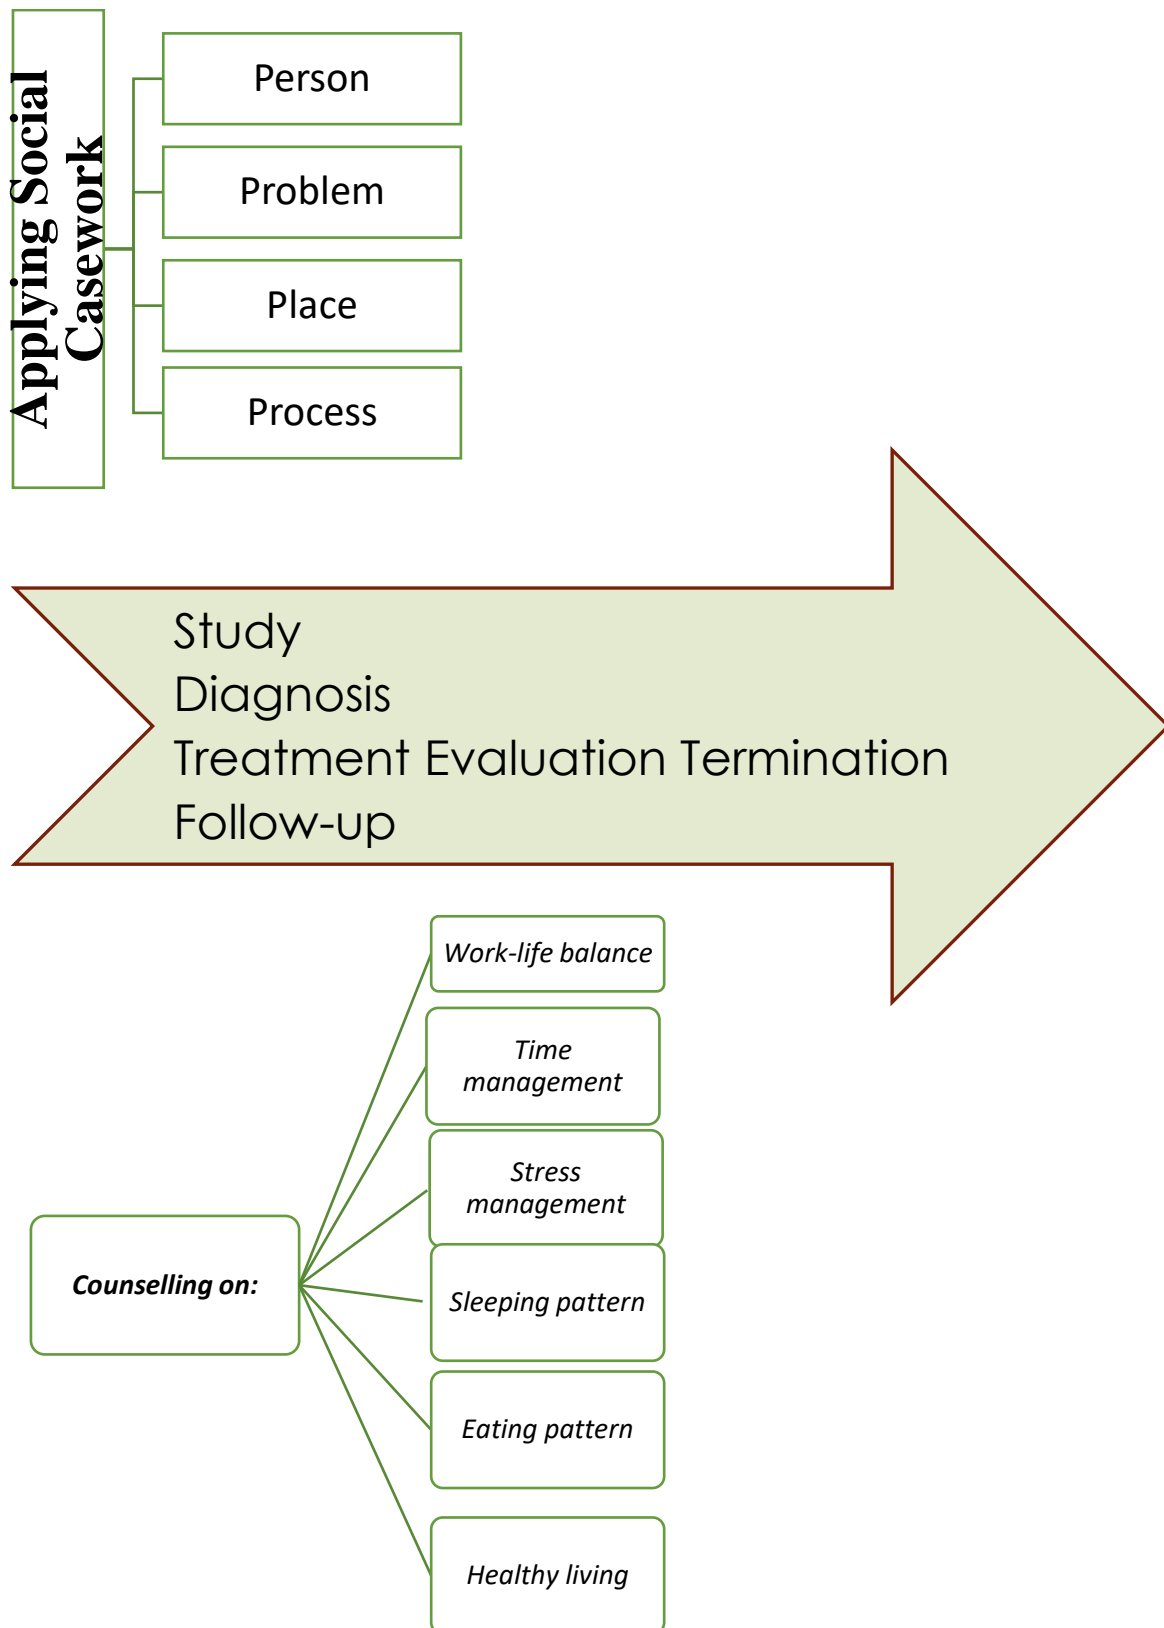 Applying Social
Casework
Person
Problem
Place
Process
Study
Diagnosis
Treatment Evaluation Termination
Follow-up
Counselling on:
Work-life balance
Time
management
Stress
management
Sleeping pattern
Eating pattern
Healthy living